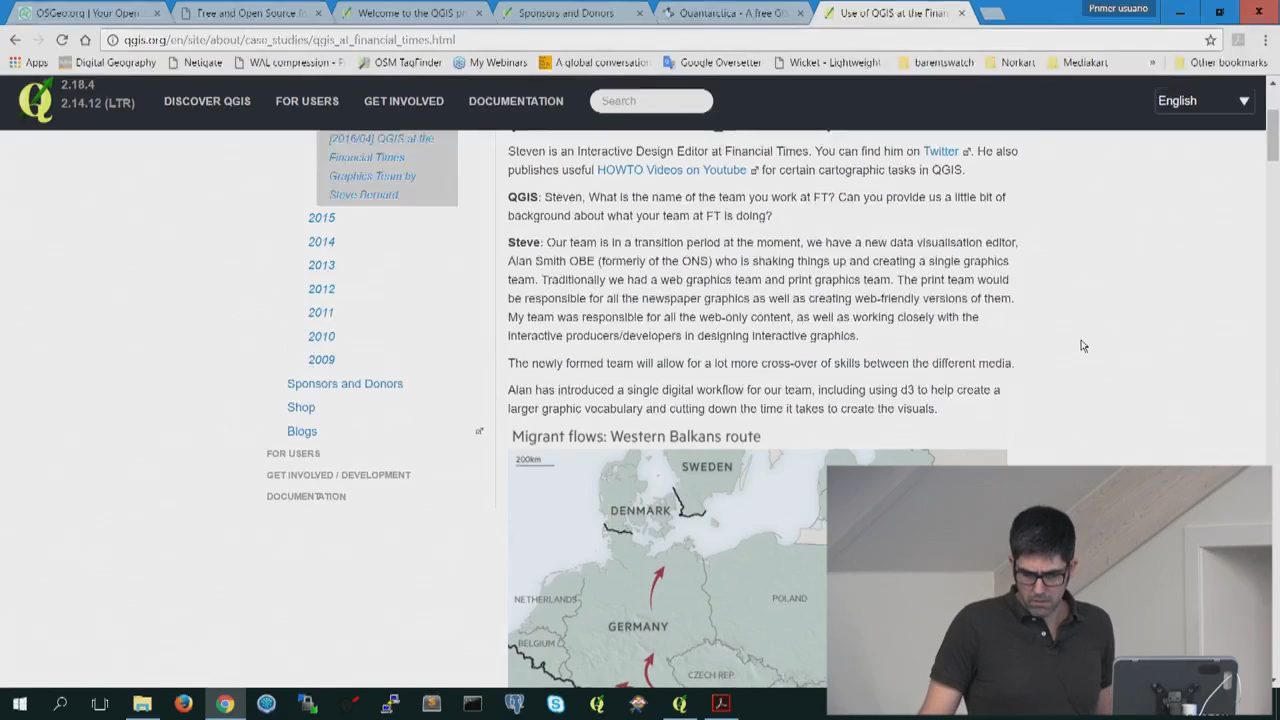 OSGeo.org | Your Open
Free and Open Source fo
Welcome to the QGIS pr
Sponsors and Donors
Quantarctica - A free GI
Use of QGIS at the Finan
Primer usuario
qgis.org/en/site/about/case_studies/qgis_at_financial_times.html
Apps
Digital Geography
Netigate
WAL compression -
OSM TagFinder
My Webinars
A global conversation
Google Oversetter
Wicket - Lightweight
barentswatch
Norkart
Mediakart
»
Other bookmarks
2.18.4
2.14.12 (LTR)
DISCOVER QGIS
FOR USERS
GET INVOLVED
DOCUMENTATION
Search
English
[2016/04] QGIS at the
Financial Times
Graphics Team by
Steve Bernard
2015
2014
2013
2012
2011
2010
2009
Sponsors and Donors
Shop
Blogs
FOR USERS
GET INVOLVED / DEVELOPMENT
DOCUMENTATION
Steven is an Interactive Design Editor at Financial Times. You can find him on Twitter. He also
publishes useful HOWTO Videos on Youtube for certain cartographic tasks in QGIS.
QGIS: Steven, What is the name of the team you work at FT? Can you provide us a little bit of
background about what your team at FT is doing?
Steve: Our team is in a transition period at the moment, we have a new data visualisation editor,
Alan Smith OBE (formerly of the ONS) who is shaking things up and creating a single graphics
team. Traditionally we had a web graphics team and print graphics team. The print team would
be responsible for all the newspaper graphics as well as creating web-friendly versions of them.
My team was responsible for all the web-only content, as well as working closely with the
interactive producers/developers in designing interactive graphics.
The newly formed team will allow for a lot more cross-over of skills between the different media.
Alan has introduced a single digital workflow for our team, including using d3 to help create a
larger graphic vocabulary and cutting down the time it takes to create the visuals.
Migrant flows: Western Balkans route
200km
SWEDEN
DENMARK
NETHERLANDS
POLAND
GERMANY
BELGIUM
CZECH REP.